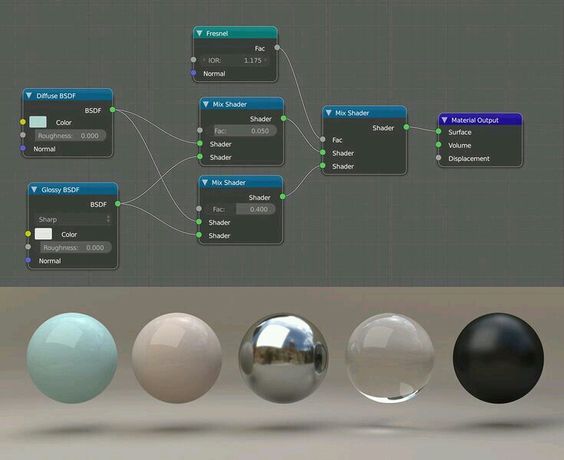 Fresnel
Fac
IOR: 1.175
Normal
Diffuse BSDF
BSDF
Color
Roughness: 0.000
Normal
Mix Shader
Shader
Fac: 0.050
Shader
Shader
Mix Shader
Shader
Fac
Shader
Shader
Material Output
Surface
Volume
Displacement
Glossy BSDF
BSDF
Sharp
Color
Roughness: 0.000
Normal
Mix Shader
Shader
Fac: 0.400
Shader
Shader